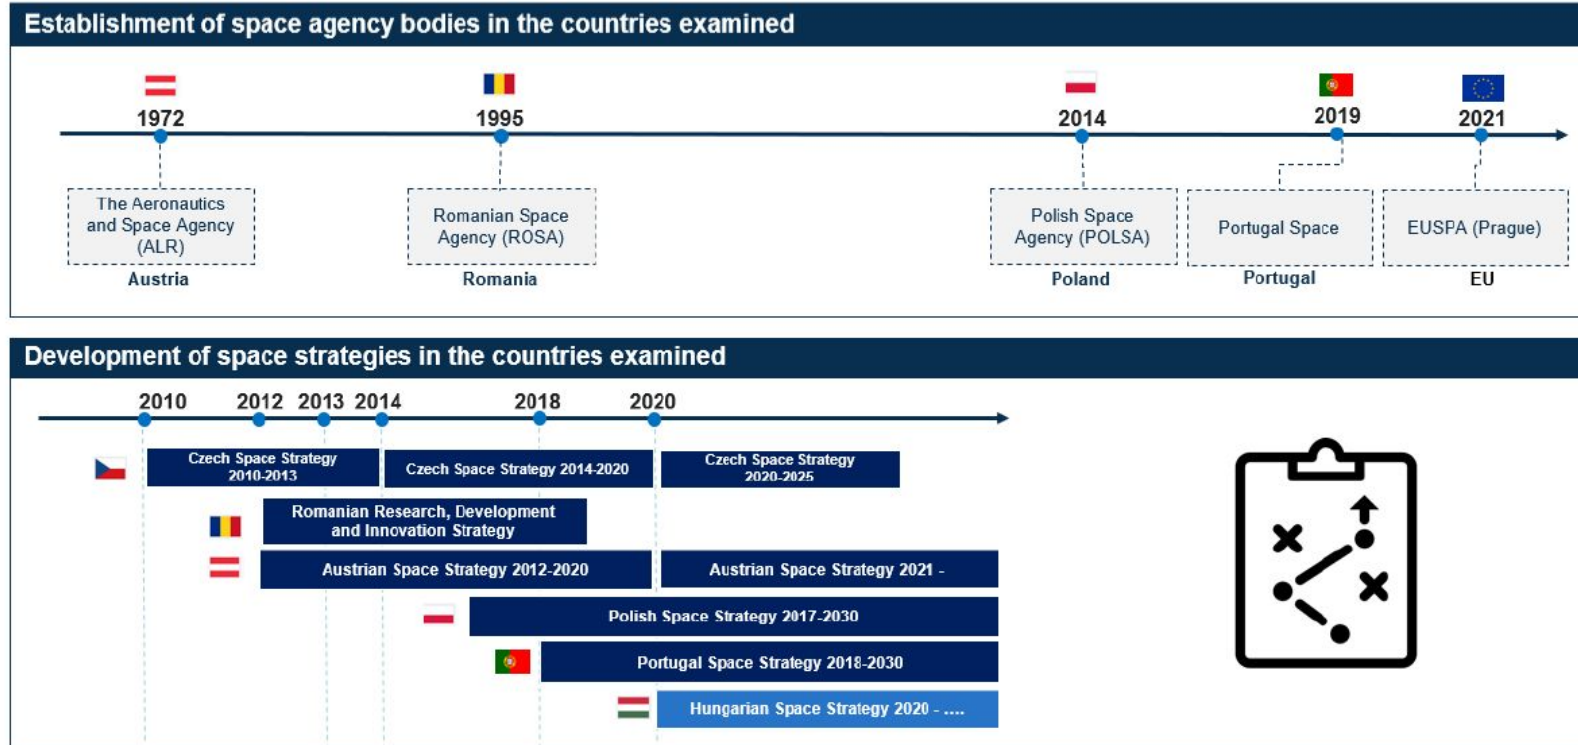 Establishment of space agency bodies in the countries examined
1972
1995
2014
2019
2021
The Aeronautics
and Space Agency
(ALR)
Austria
Romanian Space
Agency (ROSA)
Romania
Polish Space
Agency (POLSA)
Poland
Portugal Space
Portugal
EUSPA (Prague)
EU
Development of space strategies in the countries examined
2010
2012
2013
2014
2018
2020
Czech Space Strategy
2010-2013
Czech Space Strategy 2014-2020
Czech Space Strategy
2020-2025
Romanian Research, Development
and Innovation Strategy
Austrian Space Strategy 2012-2020
Austrian Space Strategy 2021 -
Polish Space Strategy 2017-2030
Portugal Space Strategy 2018-2030
Hungarian Space Strategy 2020 - ....